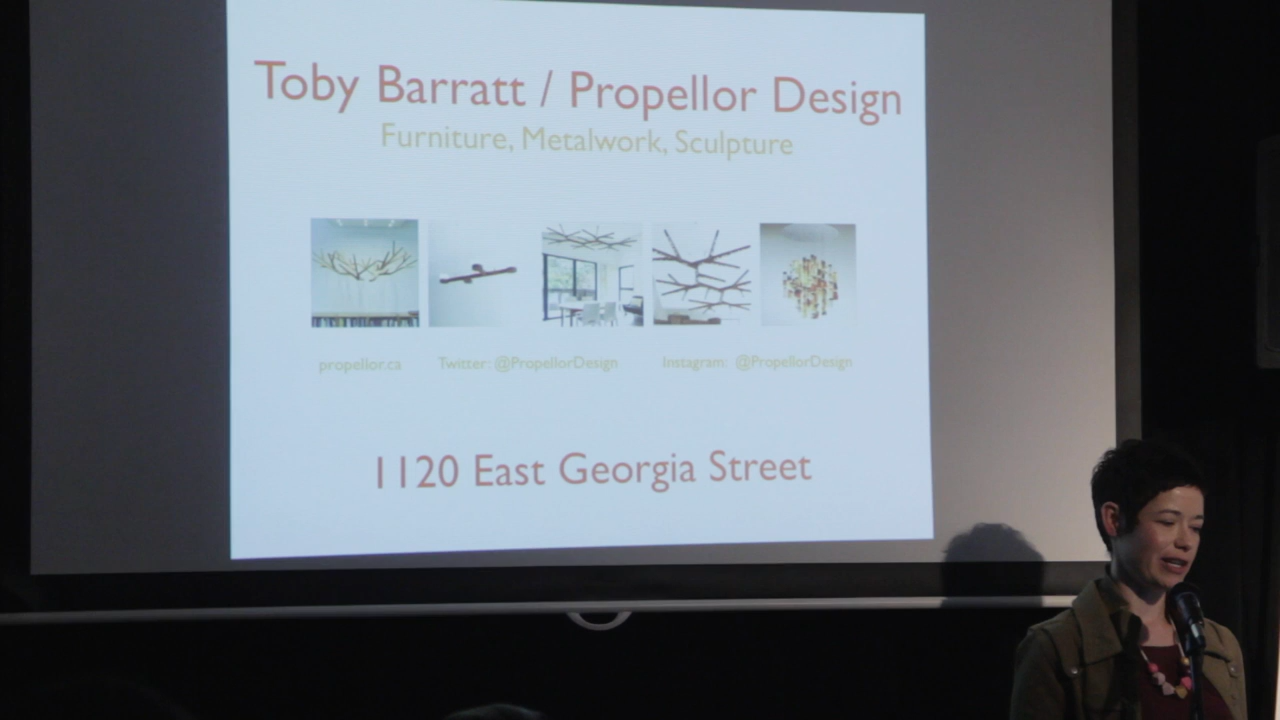 Toby Barratt / Propellor Design
Furniture, Metalwork, Sculpture
propellor.ca Twitter: @PropellorDesign Instagram: @PropellorDesign
1120 East Georgia Street